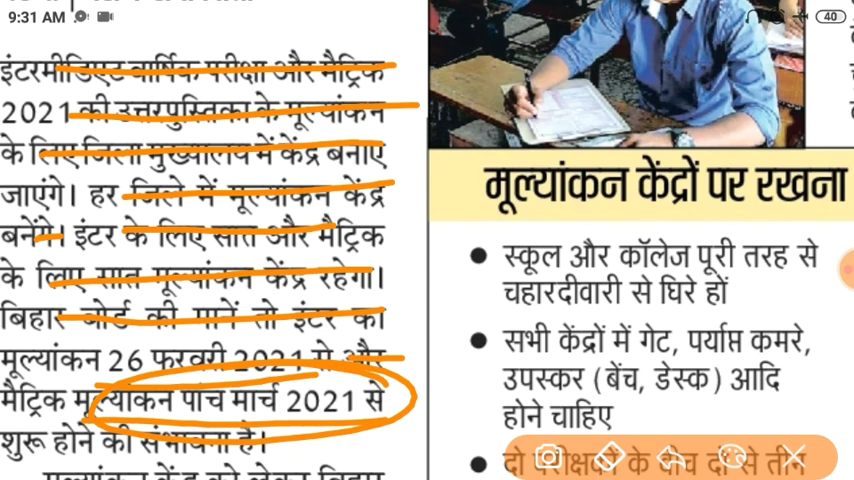 9:31 AM
40
इंटरमीडिएट वार्षिक परीक्षा और मैट्रिक
2021 की उत्तरपुस्तिका के मूल्यांकन
के लिए जिला मुख्यालय में केंद्र बनाए
जाएंगे। हर जिले में मूल्यांकन केंद्र
बनेंगे। इंटर के लिए सात और मैट्रिक
के लिए सात मूल्यांकन केंद्र रहेगा।
बिहार बोर्ड की मानें तो इंटर का
मूल्यांकन 26 फरवरी 2021 से और
मैट्रिक मूल्यांकन पांच मार्च 2021 से
शुरू होने की संभावना है।
मूल्यांकन केंद्रों पर रखना
स्कूल और कॉलेज पूरी तरह से
चहारदीवारी से घिरे हों
सभी केंद्रों में गेट, पर्याप्त कमरे,
उपस्कर (बेंच, डेस्क) आदि
होने चाहिए
दो परीक्षकों के बीच दो से तीन